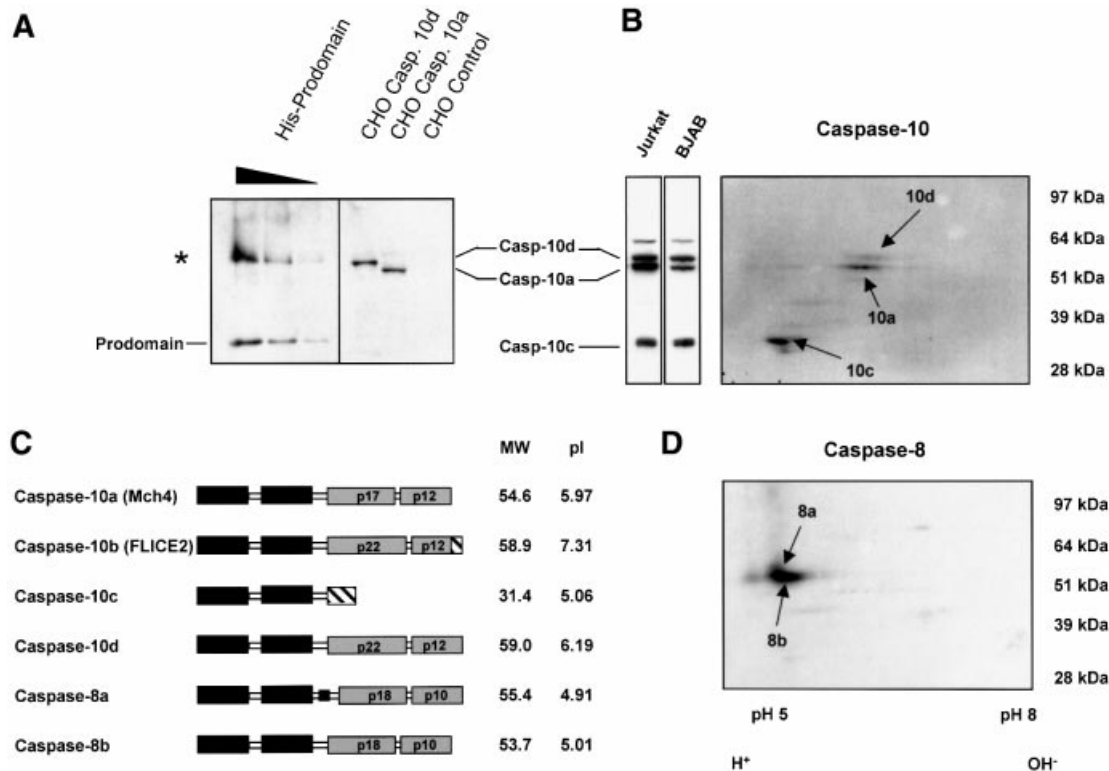 A
His-Prodomain
CHO Casp. 10d
CHO Casp. 10a
CHO Control
*
Prodomain
Casp-10d
Casp-10a
Casp-10c
B
Jurkat
BJAB
Caspase-10
10d
10a
10c
97 kDa
64 kDa
51 kDa
39 kDa
28 kDa
C
MW pI
Caspase-10a (Mch4) p17 p12 54.6 5.97
Caspase-10b (FLICE2) p22 p12 58.9 7.31
Caspase-10c 31.4 5.06
Caspase-10d p22 p12 59.0 6.19
Caspase-8a p18 p10 55.4 4.91
Caspase-8b p18 p10 53.7 5.01
D
Caspase-8
8a
8b
97 kDa
64 kDa
51 kDa
39 kDa
28 kDa
pH 5 pH 8
H⁺ OH⁻